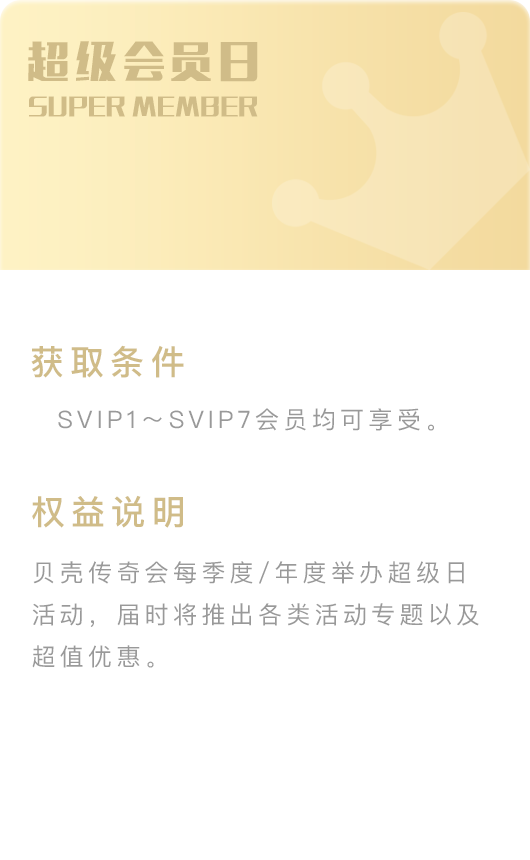 超级会员日
SUPER MEMBER
获取条件
SVIP1～SVIP7会员均可享受。
权益说明
贝壳传奇会每季度/年度举办超级日
活动，届时将推出各类活动专题以及
超值优惠。